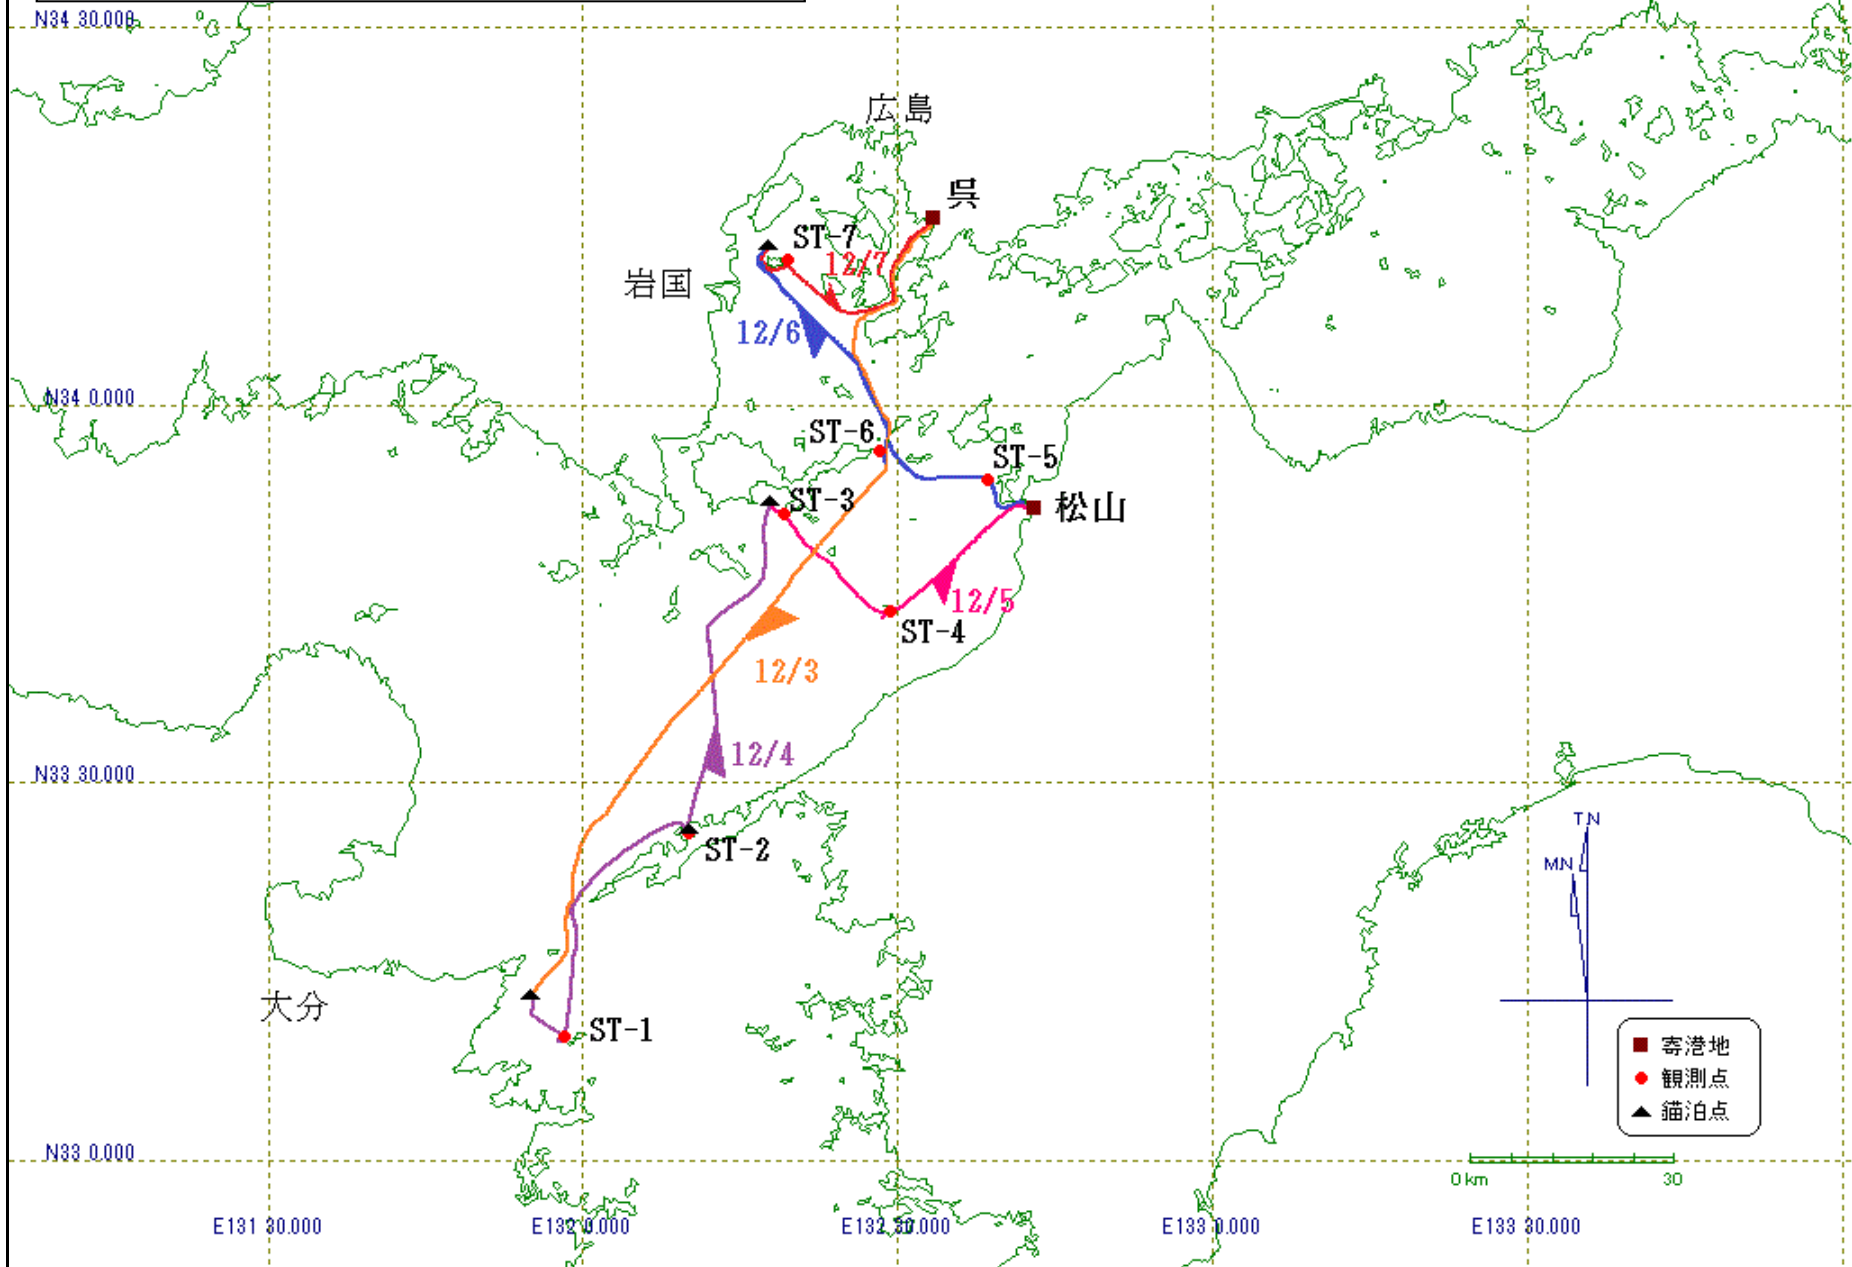 N34 30.000
広島
呉
ST-7
12/7
岩国
12/6
N34 0.000
ST-6
ST-5
ST-3
松山
12/5
ST-4
12/3
12/4
N33 30.000
ST-2
TN
MN
大分
ST-1
寄港地
観測点
錨泊点
N33 0.000
0km 30
E131 30.000 E132 0.000 E132 30.000 E133 0.000 E133 30.000